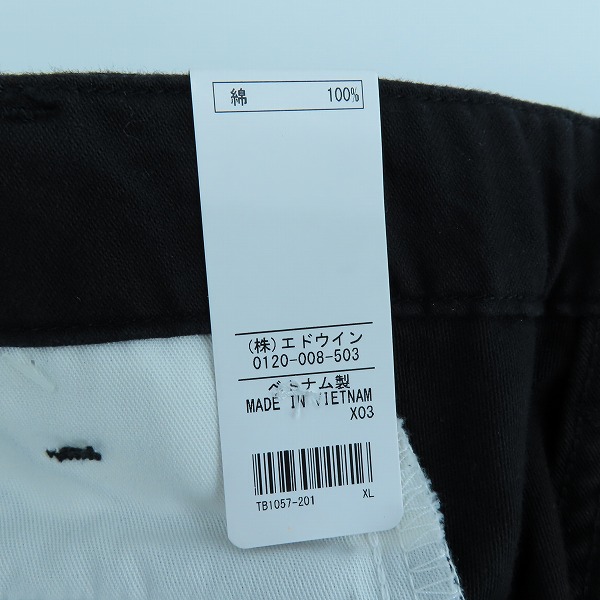 綿 100%
(株)エドウイン
0120-008-503
ベトナム製
MADE IN VIETNAM
X03
TB1057-201 XL